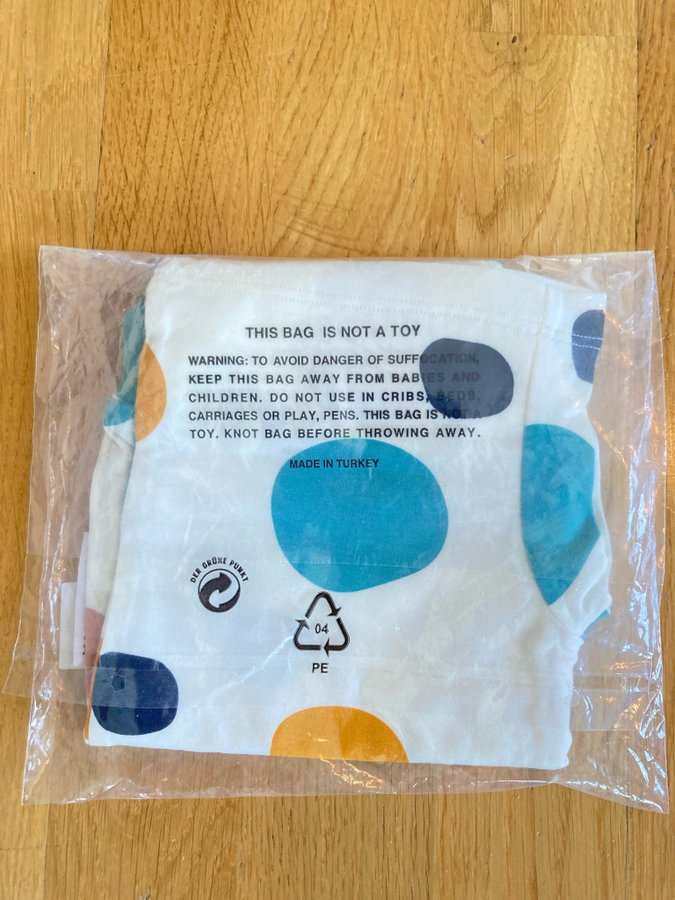 THIS BAG IS NOT A TOY
WARNING: TO AVOID DANGER OF SUFFOCATION,
KEEP THIS BAG AWAY FROM BABIES AND
CHILDREN. DO NOT USE IN CRIBS, BEDS,
CARRIAGES OR PLAY, PENS. THIS BAG IS NOT A
TOY. KNOT BAG BEFORE THROWING AWAY.
MADE IN TURKEY
DER GRÜNE PUNKT
04
PE